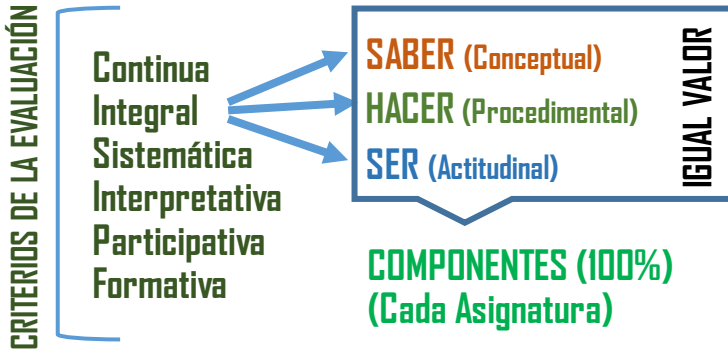 CRITERIOS DE LA EVALUACIÓN
Continua
Integral
Sistemática
Interpretativa
Participativa
Formativa
SABER (Conceptual)
HACER (Procedimental)
SER (Actitudinal)
IGUAL VALOR
COMPONENTES (100%)
(Cada Asignatura)